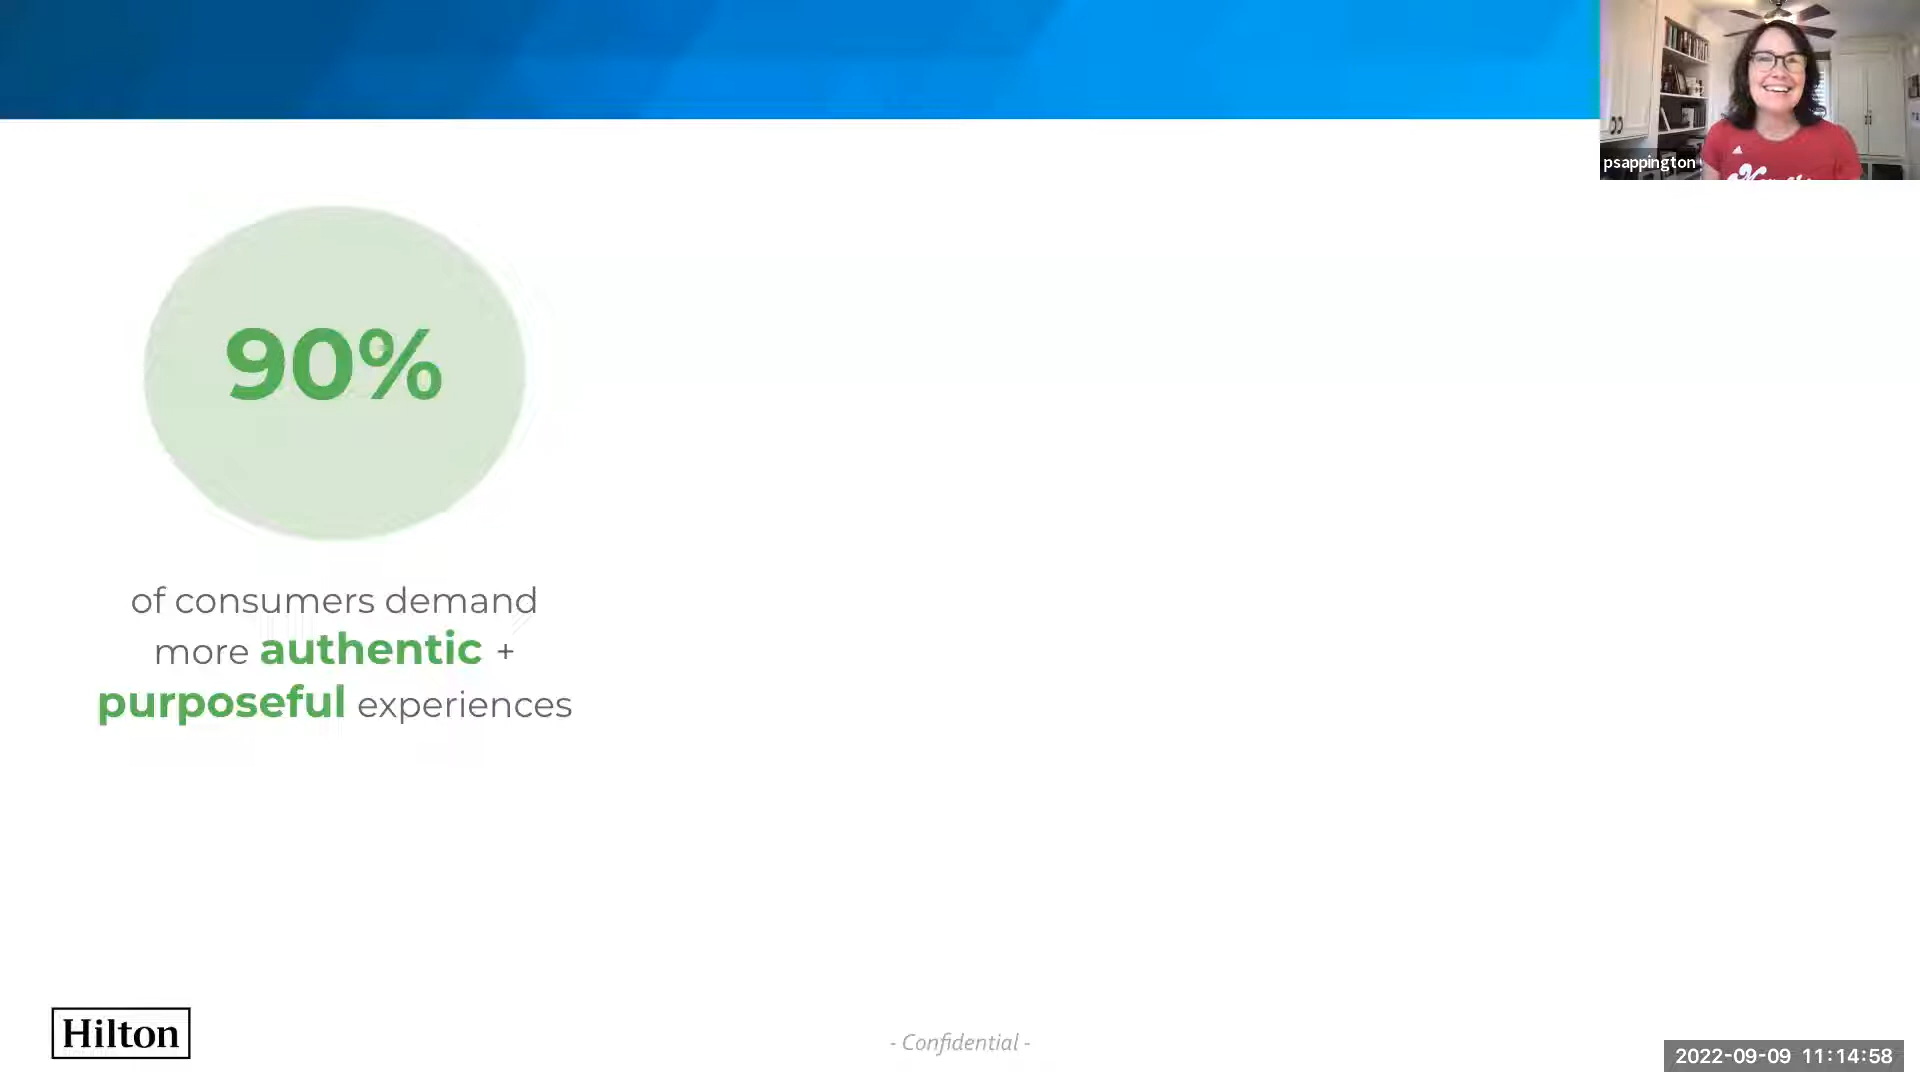 psappington
90%
of consumers demand
more authentic +
purposeful experiences
Hilton
- Confidential -
2022-09-09 11:14:58